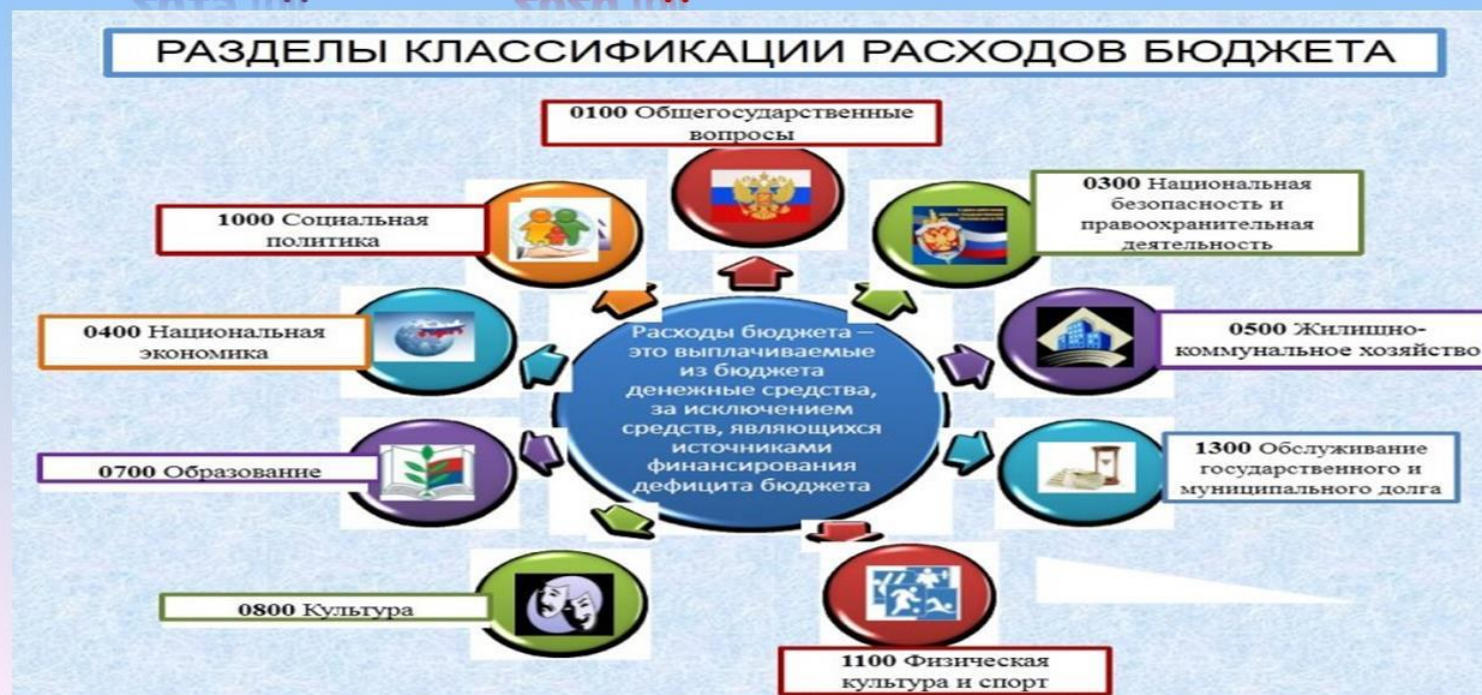 РАЗДЕЛЫ КЛАССИФИКАЦИИ РАСХОДОВ БЮДЖЕТА
0100 Общегосударственные
вопросы
0300 Национальная
безопасность и
правоохранительная
деятельность
1000 Социальная
политика
0400 Национальная
экономика
0500 Жилищно-
коммунальное хозяйство
Расходы бюджета –
это выплачиваемые
из бюджета
денежные средства,
за исключением
средств, являющихся
источниками
финансирования
дефицита бюджета
0700 Образование
1300 Обслуживание
государственного и
муниципального долга
0800 Культура
1100 Физическая
культура и спорт